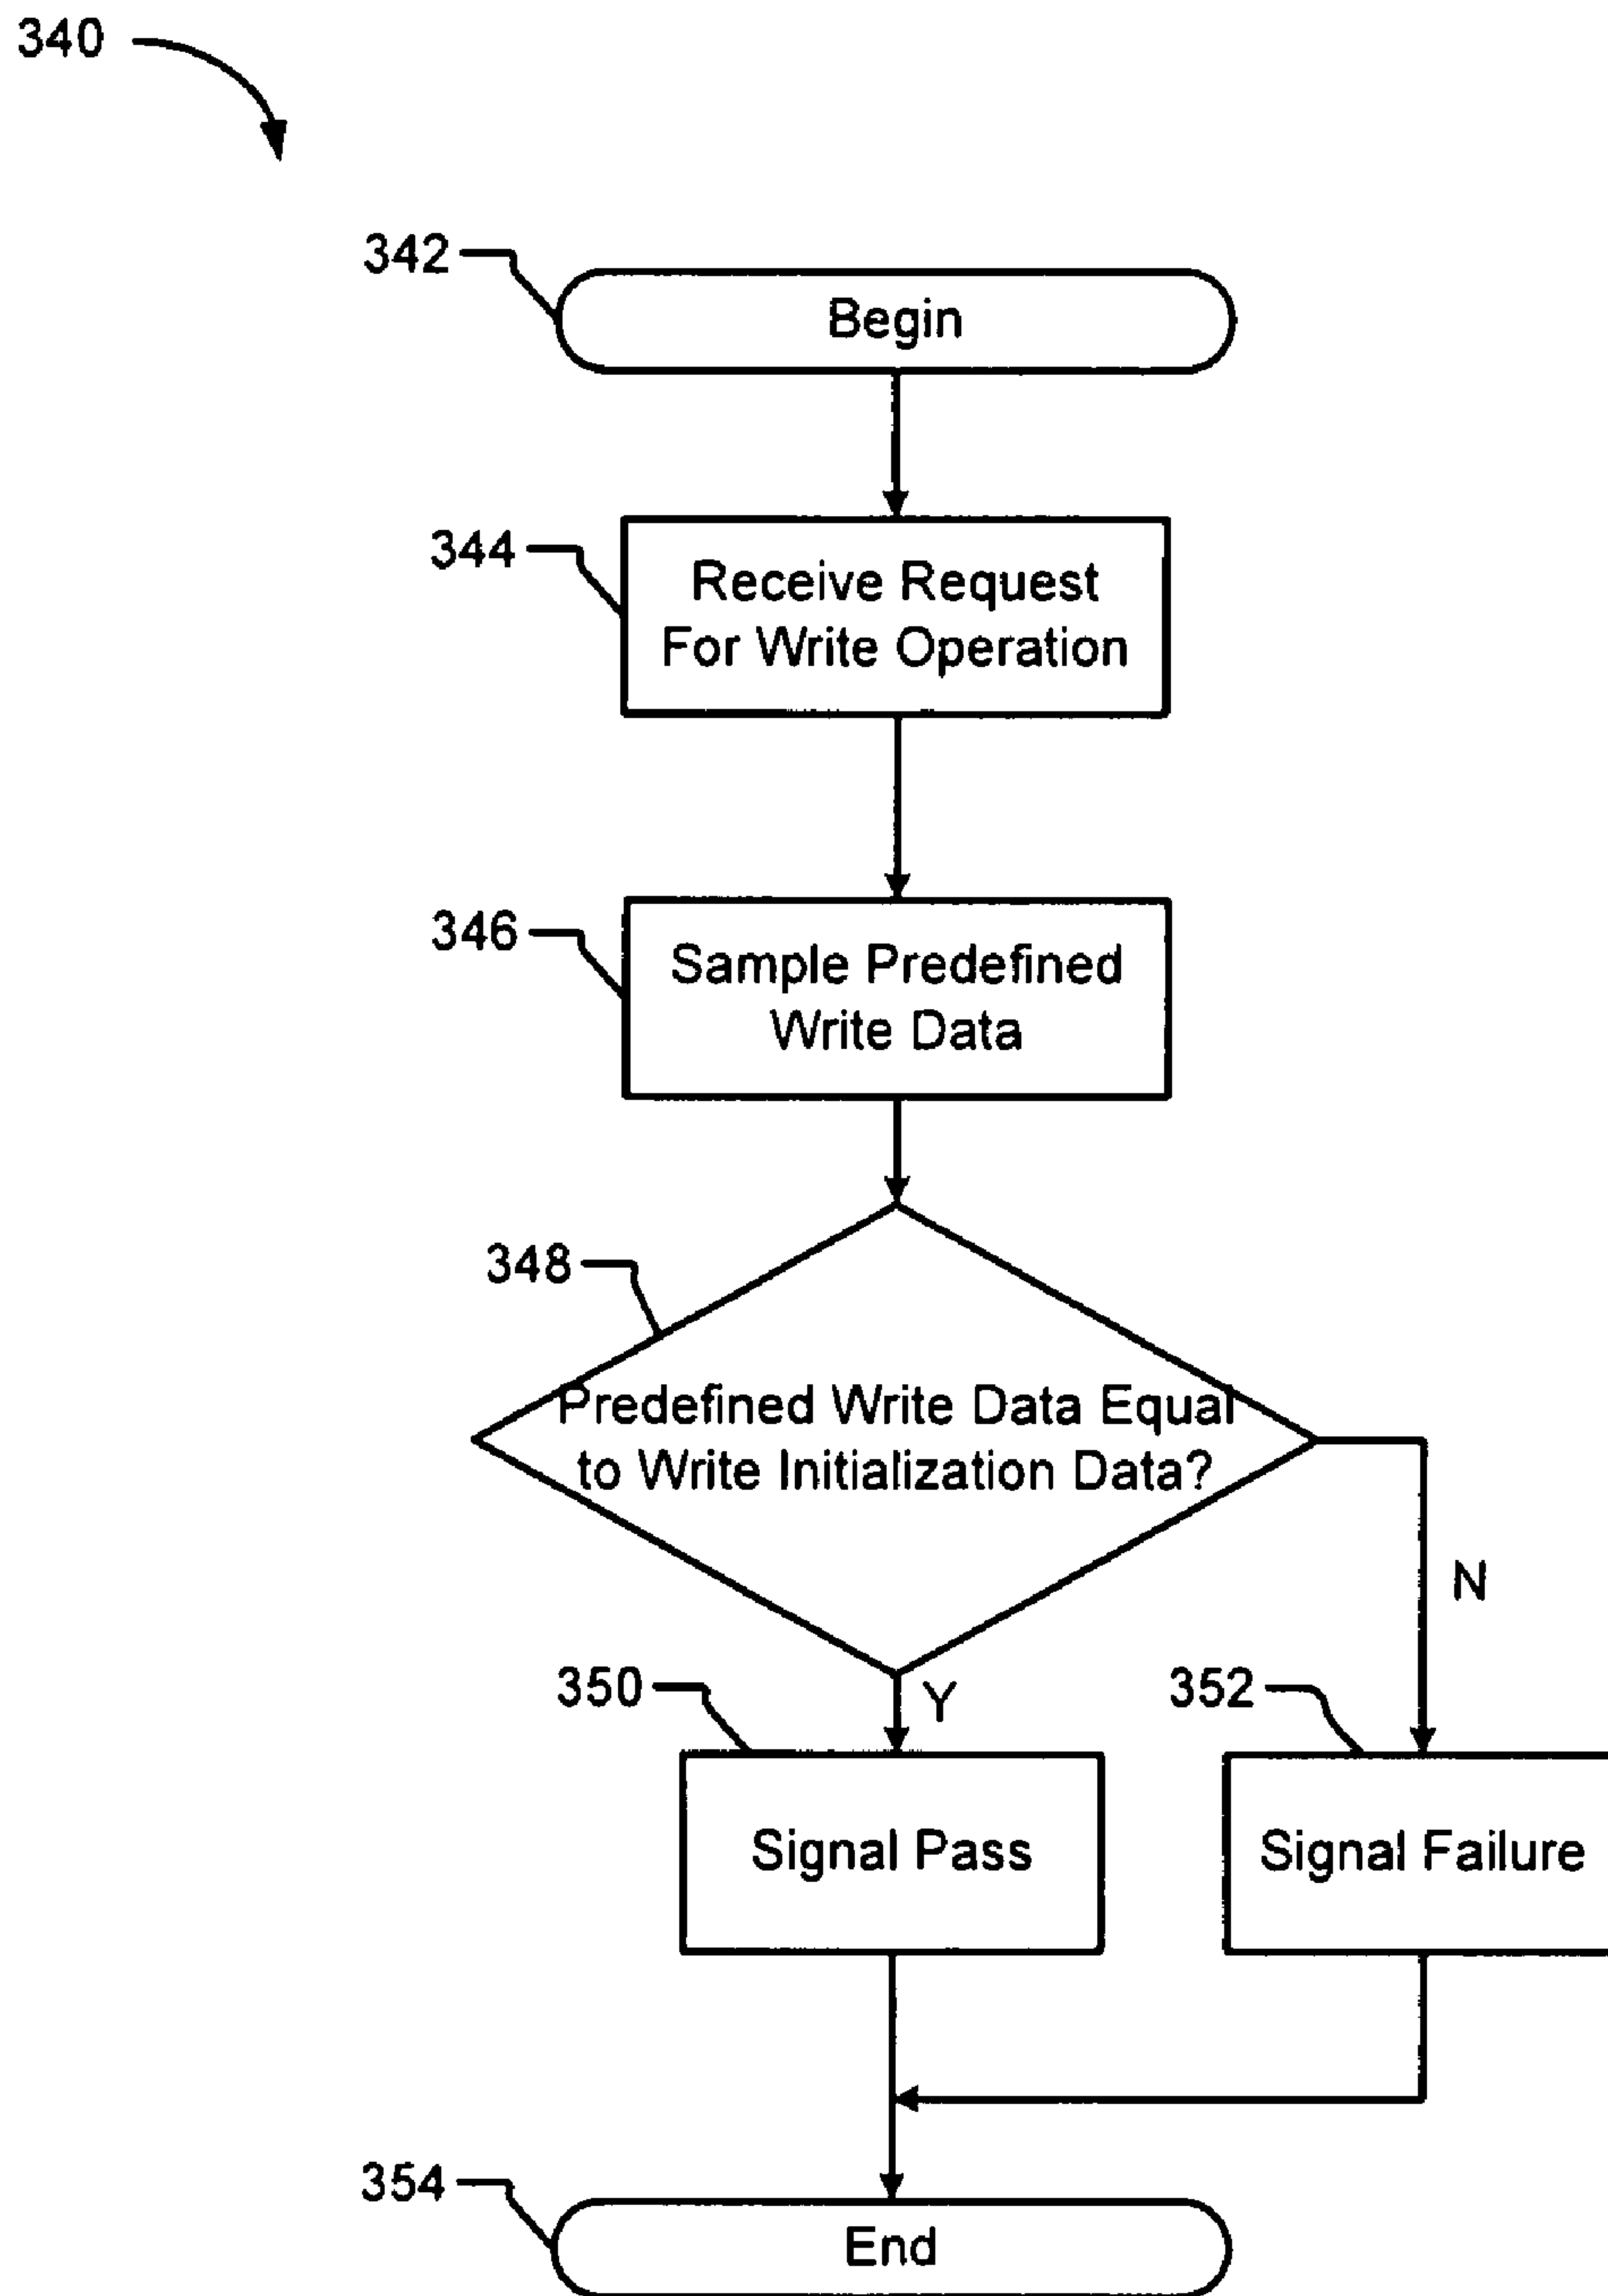 340
342
Begin
344
Receive Request
For Write Operation
346
Sample Predefined
Write Data
348
Predefined Write Data Equal
to Write Initialization Data?
N
350
Y
352
Signal Pass
Signal Failure
354
End